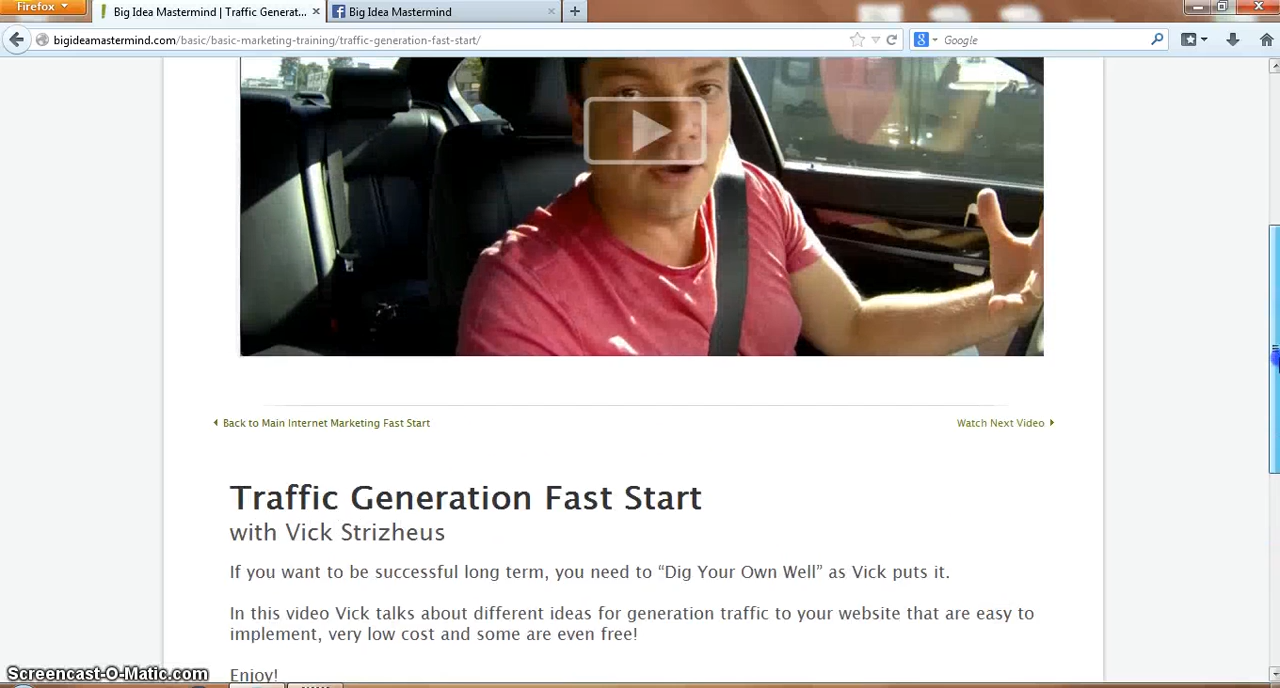 Firefox
Big Idea Mastermind | Traffic Generat...
Big Idea Mastermind
bigideamastermind.com/basic/basic-marketing-training/traffic-generation-fast-start/
Google
Back to Main Internet Marketing Fast Start
Watch Next Video
Traffic Generation Fast Start
with Vick Strizheus
If you want to be successful long term, you need to “Dig Your Own Well” as Vick puts it.
In this video Vick talks about different ideas for generation traffic to your website that are easy to
implement, very low cost and some are even free!
Enjoy!
Screencast-O-Matic.com